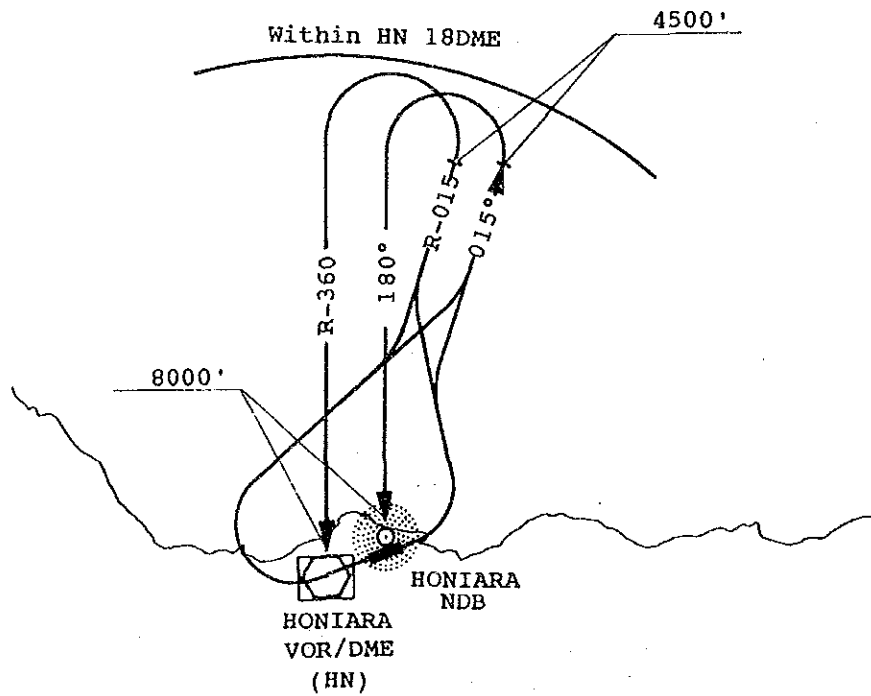 Within HN 18DME
4500'
R-015
015°
R-360
180°
8000'
HONIARA
NDB
HONIARA
VOR/DME
(HN)